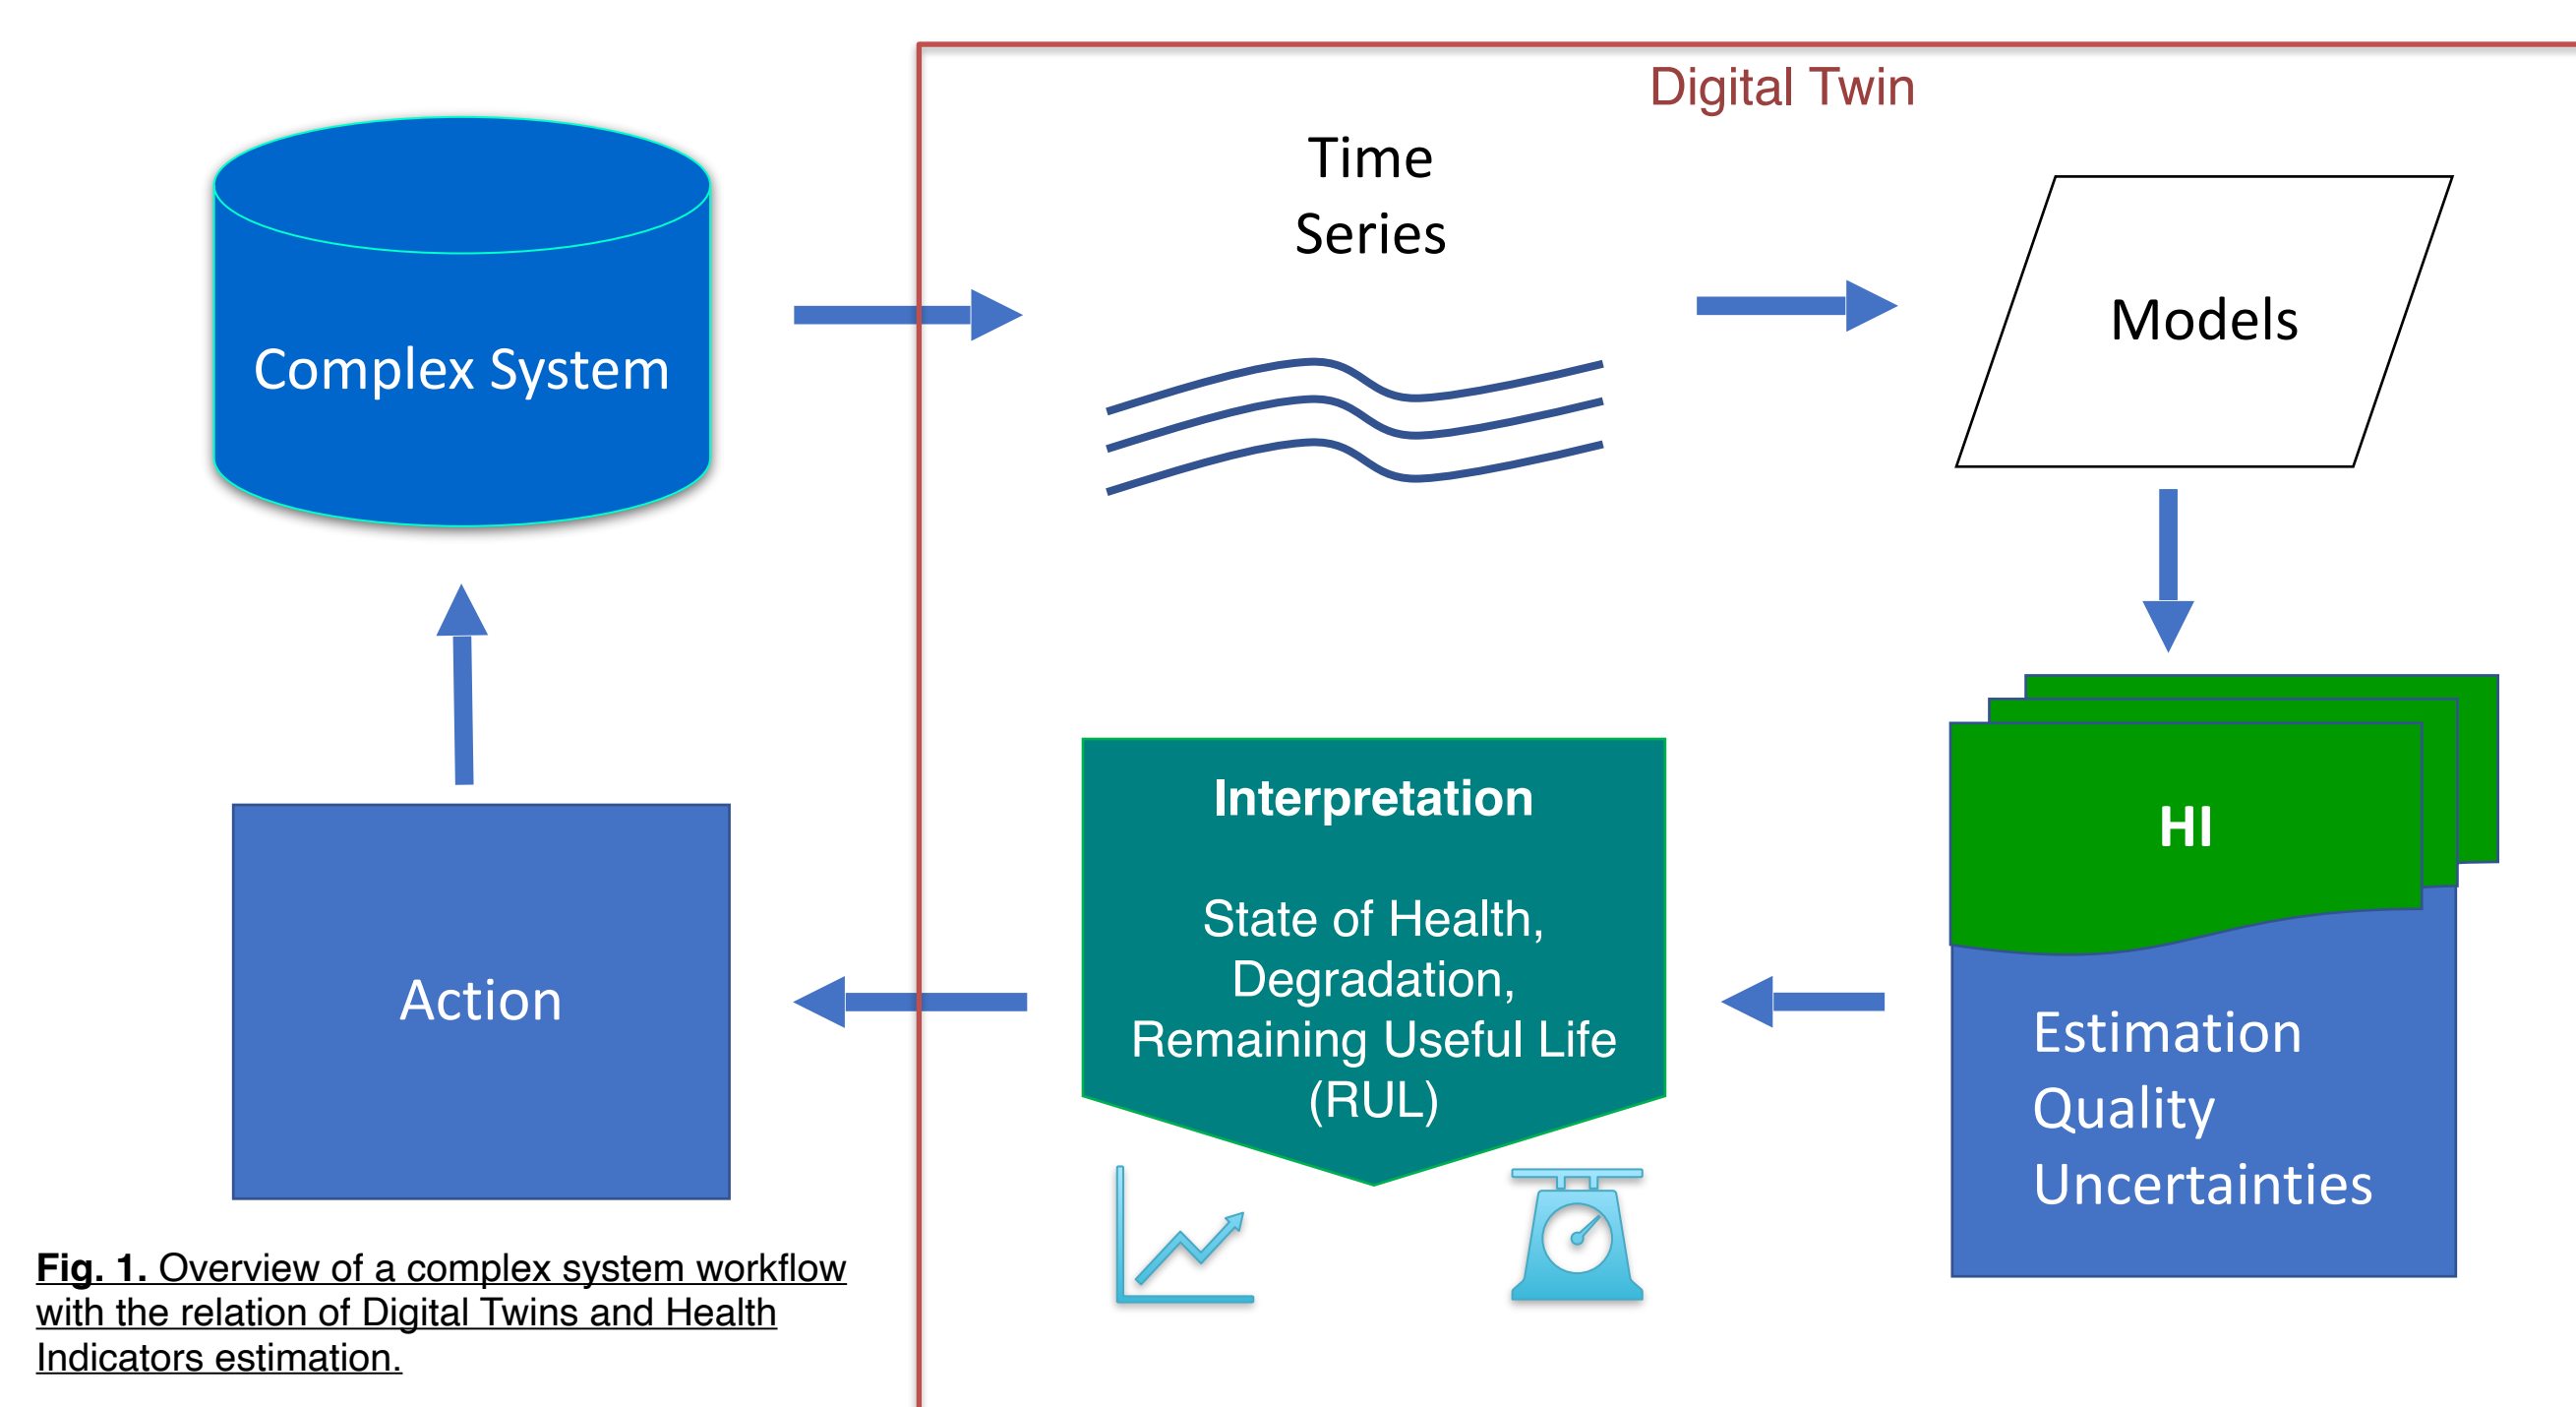 Digital Twin
Time
Series
Models
Complex System
HI
Estimation
Quality
Uncertainties
Interpretation
State of Health,
Degradation,
Remaining Useful Life
(RUL)
Action
Fig. 1. Overview of a complex system workflow
with the relation of Digital Twins and Health
Indicators estimation.